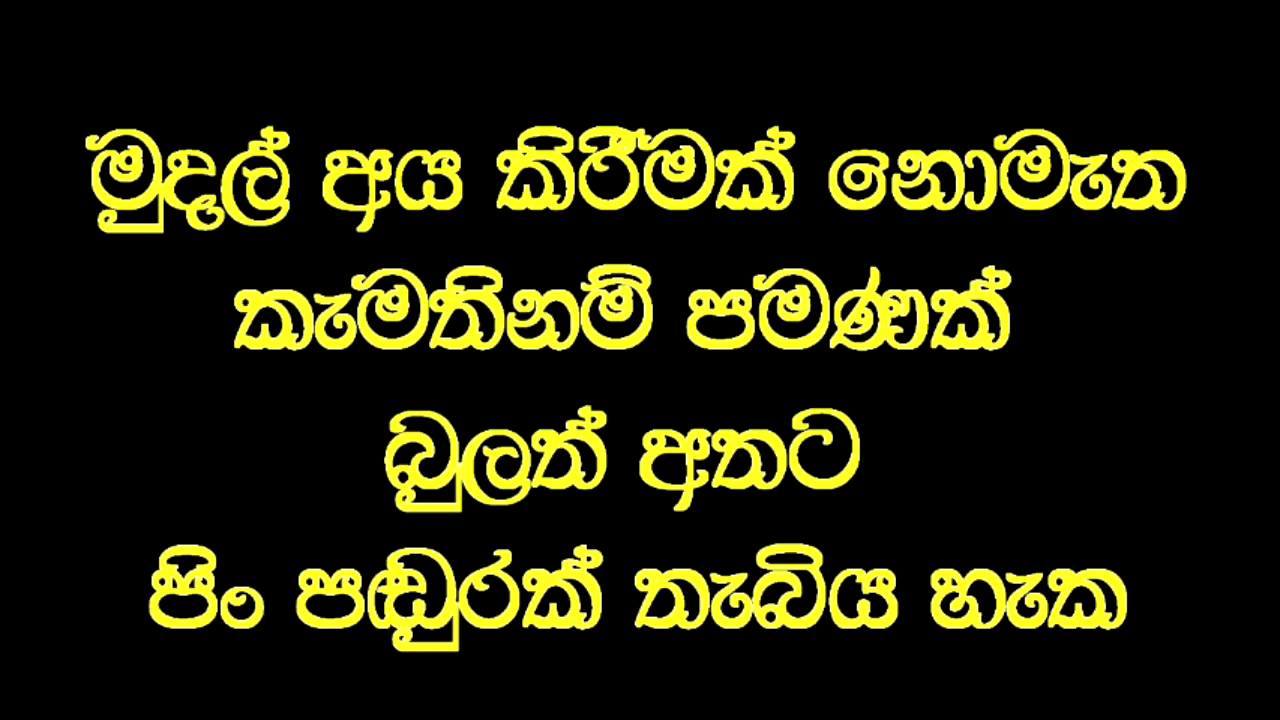 මුදල් අය කිරීමක් නොමැත
කැමතිනම් පමණක්
බුලත් අතට
පිං පඬුරක් තැබිය හැක